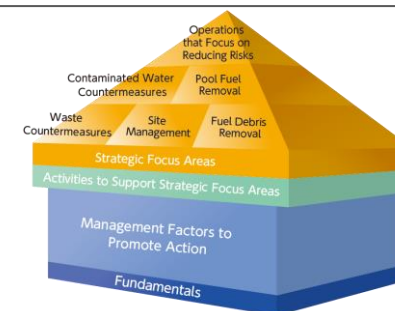 Operations
that Focus on
Reducing Risks
Contaminated Water
Countermeasures
Pool Fuel
Removal
Waste
Countermeasures
Site
Management
Fuel Debris
Removal
Strategic Focus Areas
Activities to Support Strategic Focus Areas
Management Factors to
Promote Action
Fundamentals